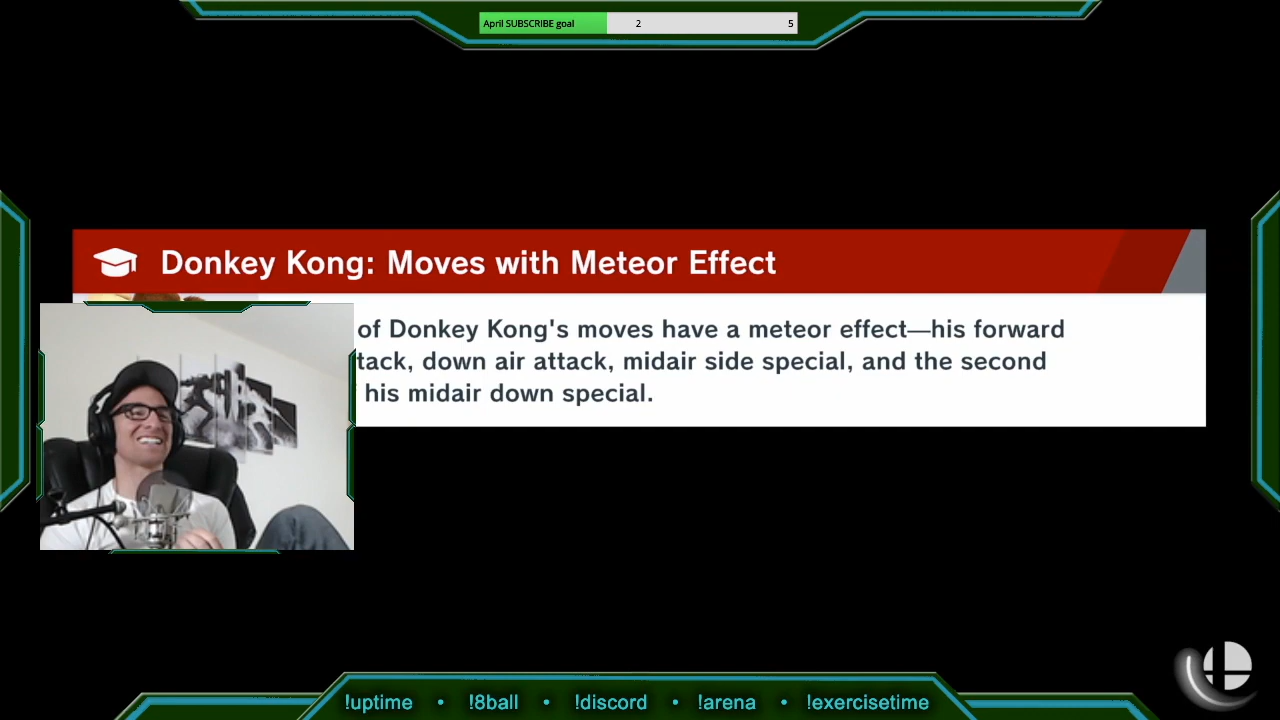 April SUBSCRIBE goal 2 5
Donkey Kong: Moves with Meteor Effect
of Donkey Kong's moves have a meteor effect—his forward
tack, down air attack, midair side special, and the second
his midair down special.
!uptime • !8ball • !discord • !arena • !exercisetime